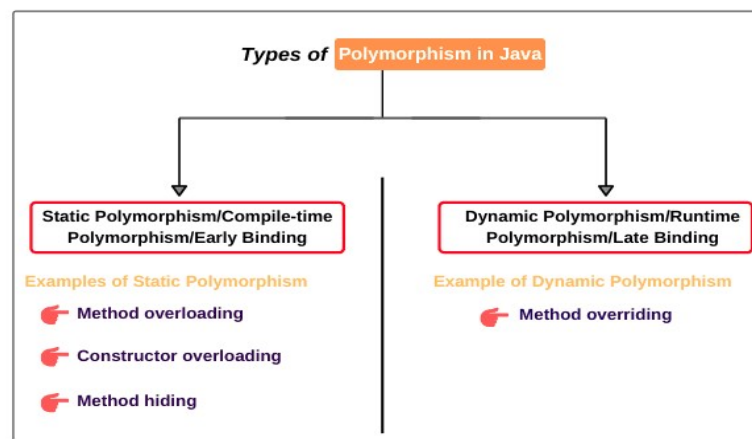 Types of Polymorphism in Java
Static Polymorphism/Compile-time
Polymorphism/Early Binding
Examples of Static Polymorphism
Method overloading
Constructor overloading
Method hiding
Dynamic Polymorphism/Runtime
Polymorphism/Late Binding
Example of Dynamic Polymorphism
Method overriding